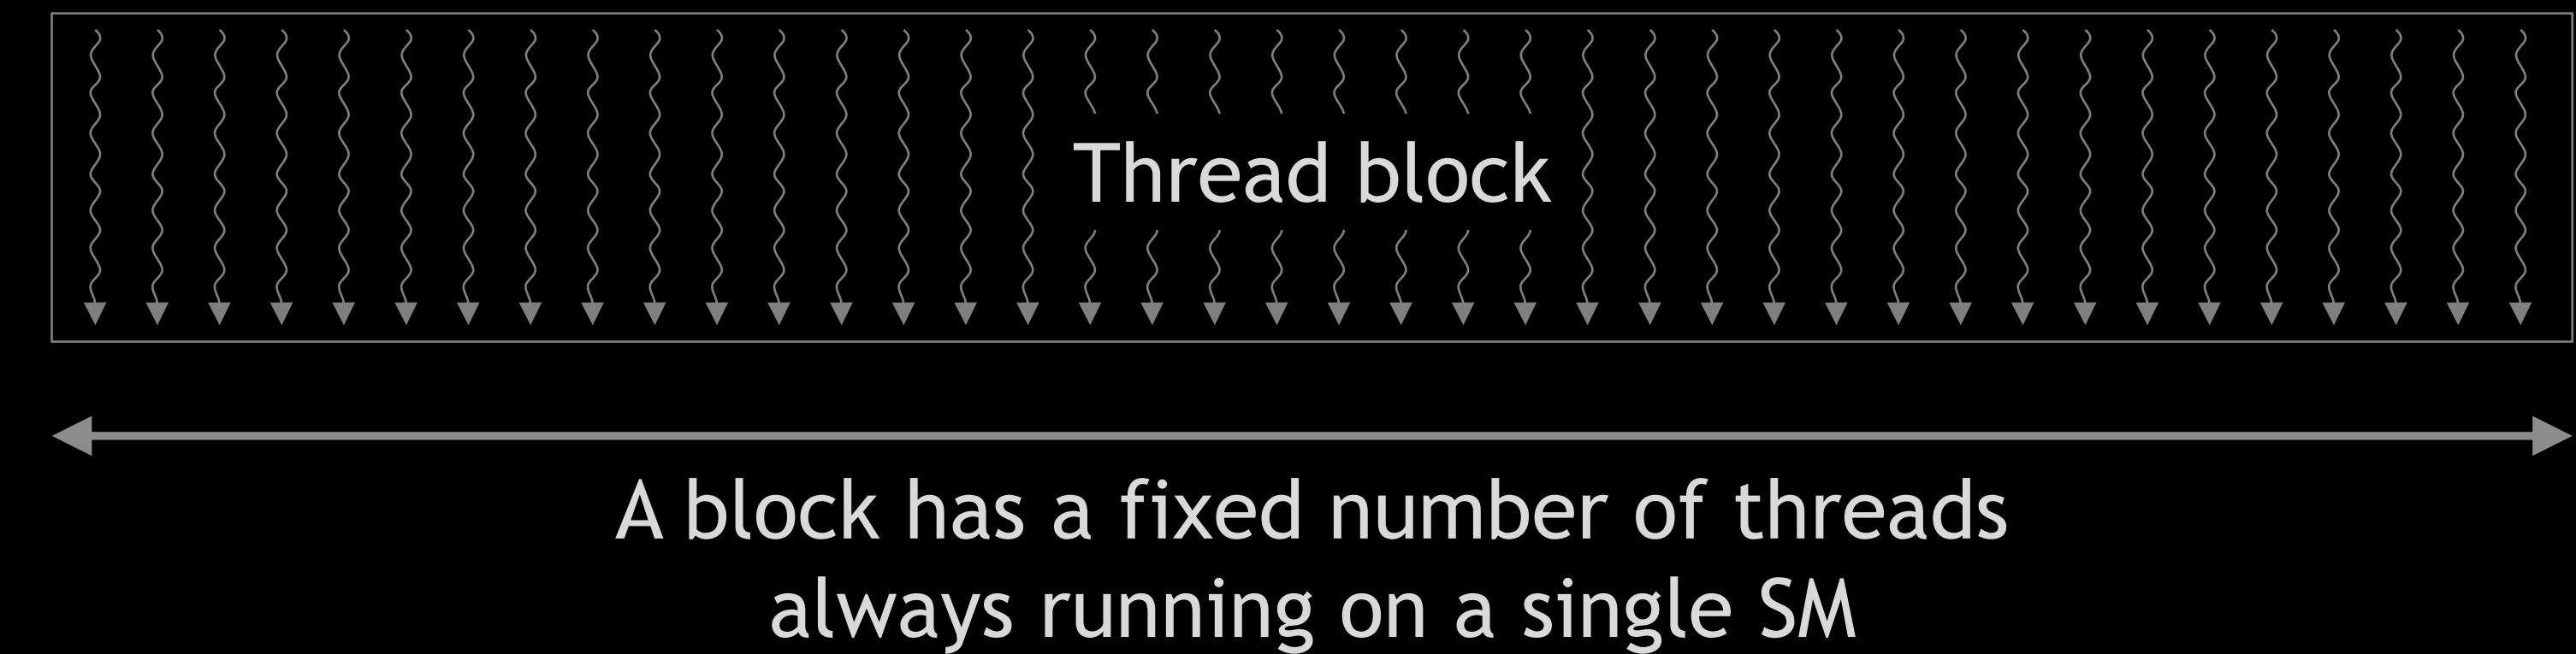 Thread block
A block has a fixed number of threads
always running on a single SM